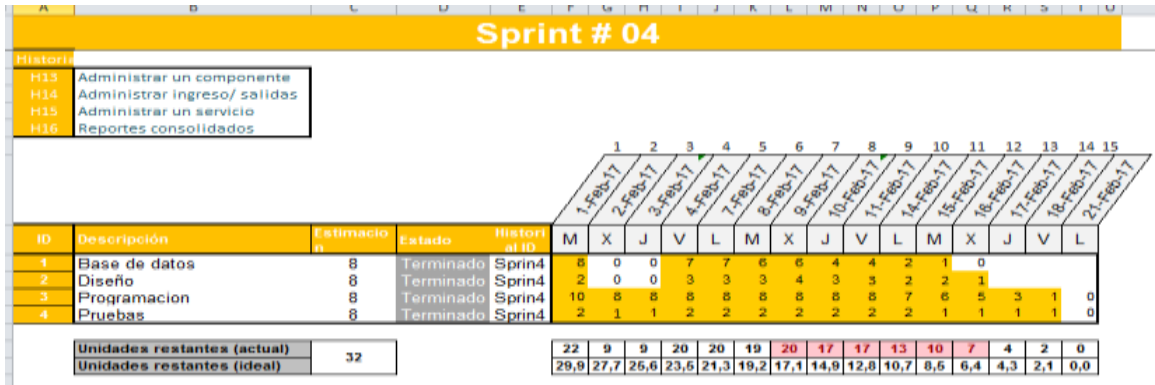 A B C D E F G H I J K L M N O P Q R S T U
Sprint # 04
Historia
H13 Administrar un componente
H14 Administrar ingreso/ salidas
H15 Administrar un servicio
H16 Reportes consolidados
1 2 3 4 5 6 7 8 9 10 11 12 13 14 15
1-Feb-17 2-Feb-17 3-Feb-17 4-Feb-17 7-Feb-17 8-Feb-17 9-Feb-17 10-Feb-17 11-Feb-17 14-Feb-17 15-Feb-17 16-Feb-17 17-Feb-17 18-Feb-17 21-Feb-17
ID Descripción Estimacio
n Estado Histori
al ID M X J V L M X J V L M X J V L
1 Base de datos 8 Terminado Sprin4 8 0 0 7 7 6 6 4 4 2 1 0
2 Diseño 8 Terminado Sprin4 2 0 0 3 3 3 4 3 3 2 2 1
3 Programacion 8 Terminado Sprin4 10 8 8 8 8 8 8 8 8 7 6 5 3 1 0
4 Pruebas 8 Terminado Sprin4 2 1 1 2 2 2 2 2 2 2 1 1 1 1 0
Unidades restantes (actual) 32 22 9 9 20 20 19 20 17 17 13 10 7 4 2 0
Unidades restantes (ideal) 29,9 27,7 25,6 23,5 21,3 19,2 17,1 14,9 12,8 10,7 8,5 6,4 4,3 2,1 0,0